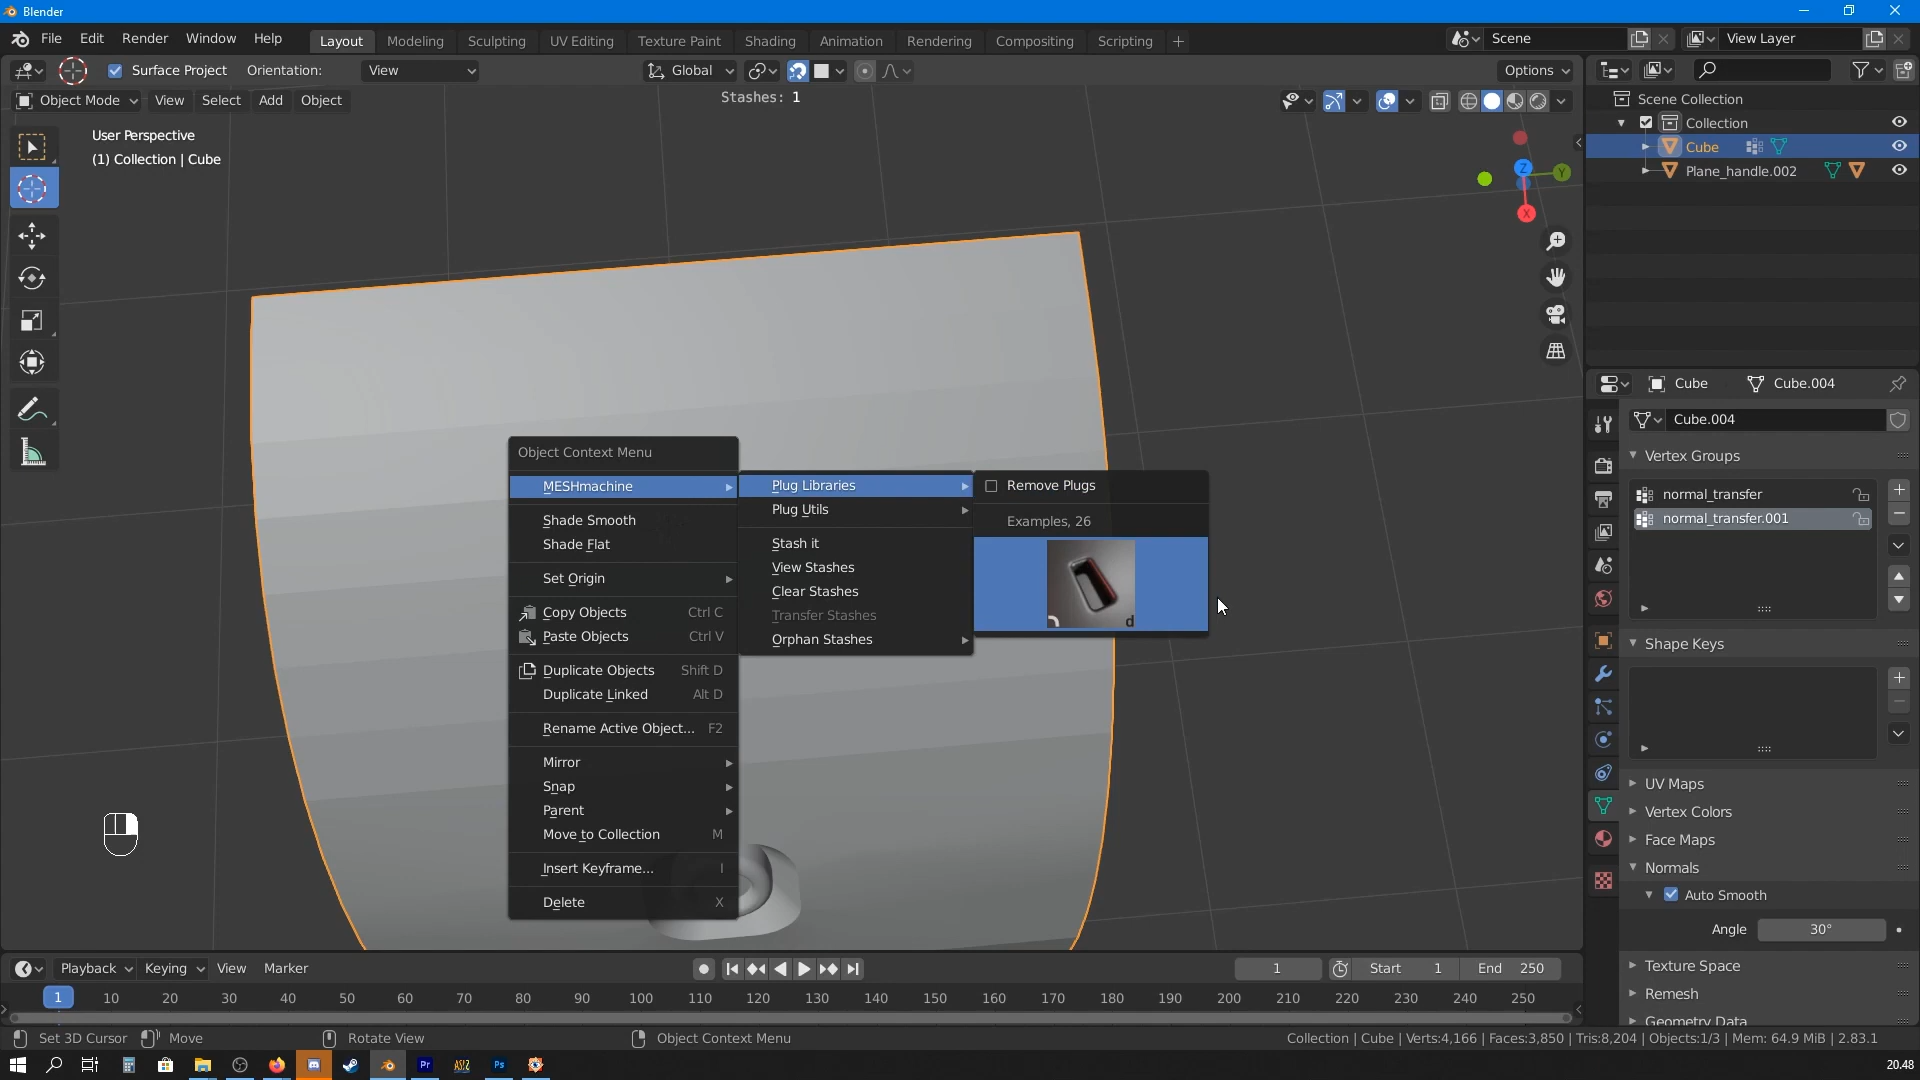 Blender
File Edit Render Window Help
Layout Modeling Sculpting UV Editing Texture Paint Shading Animation Rendering Compositing Scripting
Scene
View Layer
Surface Project Orientation: View
Global
Options
Object Mode View Select Add Object
Stashes: 1
User Perspective
(1) Collection | Cube
Z
Y
X
Scene Collection
Collection
Cube
Plane_handle.002
Cube Cube.004
Cube.004
Vertex Groups
normal_transfer
normal_transfer.001
Shape Keys
UV Maps
Vertex Colors
Face Maps
Normals
Auto Smooth
Angle 30°
Texture Space
Remesh
Geometry Data
Object Context Menu
MESHmachine
Shade Smooth
Shade Flat
Set Origin
Copy Objects Ctrl C
Paste Objects Ctrl V
Duplicate Objects Shift D
Duplicate Linked Alt D
Rename Active Object... F2
Mirror
Snap
Parent
Move to Collection M
Insert Keyframe... I
Delete X
Plug Libraries
Plug Utils
Stash it
View Stashes
Clear Stashes
Transfer Stashes
Orphan Stashes
Remove Plugs
Examples, 26
d
Playback Keying View Marker
1 Start 1 End 250
1 10 20 30 40 50 60 70 80 90 100 110 120 130 140 150 160 170 180 190 200 210 220 230 240 250
Set 3D Cursor Move Rotate View Object Context Menu
Collection | Cube | Verts:4,166 | Faces:3,850 | Tris:8,204 | Objects:1/3 | Mem: 64.9 MiB | 2.83.1
Pr
Ps
20.48